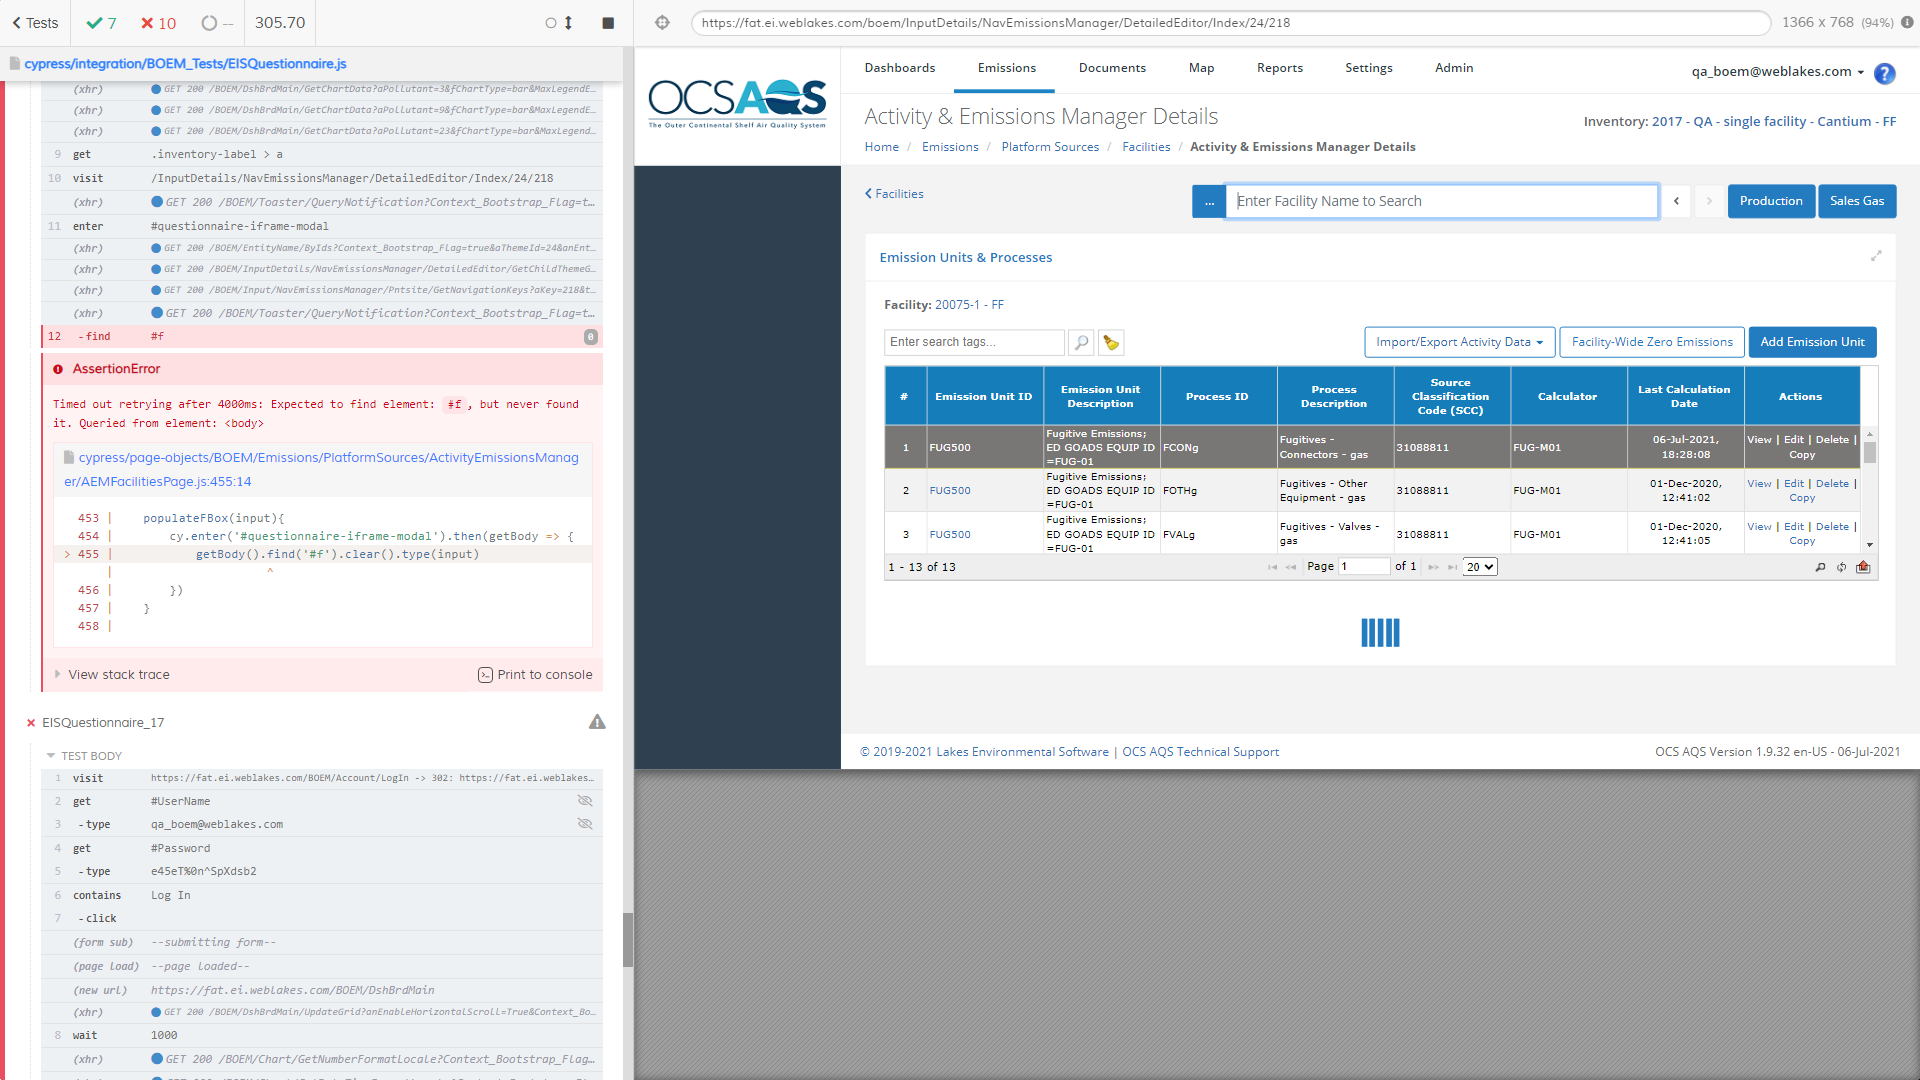 Tests
7
10
--
305.70
cypress/integration/BOEM_Tests/EISQuestionnaire.js
(xhr) GET 200 /BOEM/DshBrdMain/GetChartData?aPollutant=3&fChartType=bar&MaxLegendE...
(xhr) GET 200 /BOEM/DshBrdMain/GetChartData?aPollutant=9&fChartType=bar&MaxLegendE...
(xhr) GET 200 /BOEM/DshBrdMain/GetChartData?aPollutant=23&fChartType=bar&MaxLegend...
9 get .inventory-label > a
10 visit /InputDetails/NavEmissionsManager/DetailedEditor/Index/24/218
(xhr) GET 200 /BOEM/Toaster/QueryNotification?Context_Bootstrap_Flag=t...
11 enter #questionnaire-iframe-modal
(xhr) GET 200 /BOEM/EntityName/ByIds?Context_Bootstrap_Flag=true&aThemeId=24&anEnt...
(xhr) GET 200 /BOEM/InputDetails/NavEmissionsManager/DetailedEditor/GetChildThemeG...
(xhr) GET 200 /BOEM/Input/NavEmissionsManager/Pntsite/GetNavigationKeys?aKey=218&t...
(xhr) GET 200 /BOEM/Toaster/QueryNotification?Context_Bootstrap_Flag=t...
12 -find #f 0
AssertionError
Timed out retrying after 4000ms: Expected to find element: #f, but never found
it. Queried from element: <body>
cypress/page-objects/BOEM/Emissions/PlatformSources/ActivityEmissionsManag
er/AEMFacilitiesPage.js:455:14
453 | populateFBox(input){
454 | cy.enter('#questionnaire-iframe-modal').then(getBody => {
> 455 | getBody().find('#f').clear().type(input)
| ^
456 | })
457 | }
458 |
View stack trace
Print to console
EISQuestionnaire_17
TEST BODY
1 visit https://fat.ei.weblakes.com/BOEM/Account/LogIn -> 302: https://fat.ei.weblakes...
2 get #UserName
3 -type qa_boem@weblakes.com
4 get #Password
5 -type e45eT%0n^SpXdsb2
6 contains Log In
7 -click
(form sub) --submitting form--
(page load) --page loaded--
(new url) https://fat.ei.weblakes.com/BOEM/DshBrdMain
(xhr) GET 200 /BOEM/DshBrdMain/UpdateGrid?anEnableHorizontalScroll=True&Context_Bo...
8 wait 1000
(xhr) GET 200 /BOEM/Chart/GetNumberFormatLocale?Context_Bootstrap_Flag...
https://fat.ei.weblakes.com/boem/InputDetails/NavEmissionsManager/DetailedEditor/Index/24/218
1366 x 768 (94%)
OCSAQS
The Outer Continental Shelf Air Quality System
Dashboards Emissions Documents Map Reports Settings Admin
qa_boem@weblakes.com
?
Activity & Emissions Manager Details
Inventory: 2017 - QA - single facility - Cantium - FF
Home / Emissions / Platform Sources / Facilities / Activity & Emissions Manager Details
Facilities
...
Enter Facility Name to Search
Production
Sales Gas
Emission Units & Processes
Facility: 20075-1 - FF
Enter search tags...
Import/Export Activity Data
Facility-Wide Zero Emissions
Add Emission Unit
# Emission Unit ID Emission Unit Description Process ID Process Description Source Classification Code (SCC) Calculator Last Calculation Date Actions
1 FUG500 Fugitive Emissions; ED GOADS EQUIP ID =FUG-01 FCONg Fugitives - Connectors - gas 31088811 FUG-M01 06-Jul-2021, 18:28:08 View | Edit | Delete | Copy
2 FUG500 Fugitive Emissions; ED GOADS EQUIP ID =FUG-01 FOTHg Fugitives - Other Equipment - gas 31088811 FUG-M01 01-Dec-2020, 12:41:02 View | Edit | Delete | Copy
3 FUG500 Fugitive Emissions; ED GOADS EQUIP ID =FUG-01 FVALg Fugitives - Valves - gas 31088811 FUG-M01 01-Dec-2020, 12:41:05 View | Edit | Delete | Copy
1 - 13 of 13
Page 1 of 1
20
© 2019-2021 Lakes Environmental Software | OCS AQS Technical Support
OCS AQS Version 1.9.32 en-US - 06-Jul-2021